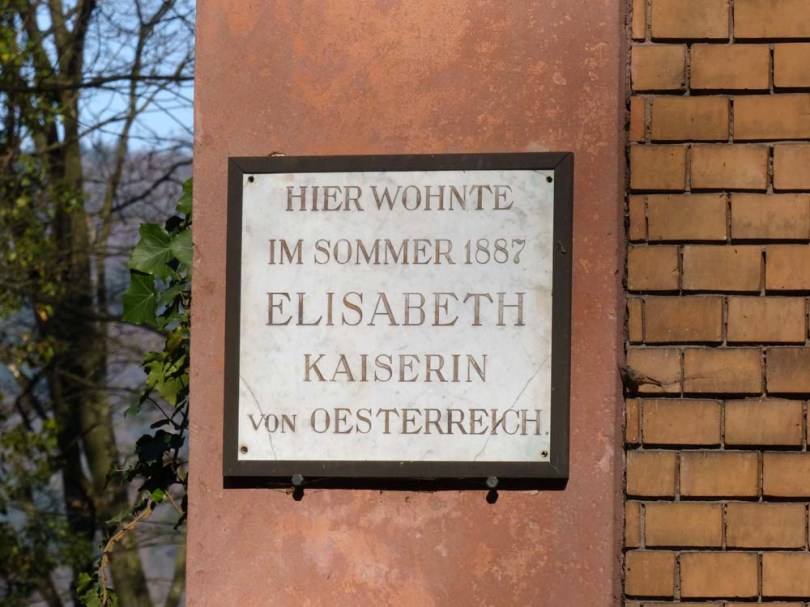 HIER WOHNTE
IM SOMMER 1887
ELISABETH
KAISERIN
VON OESTERREICH.